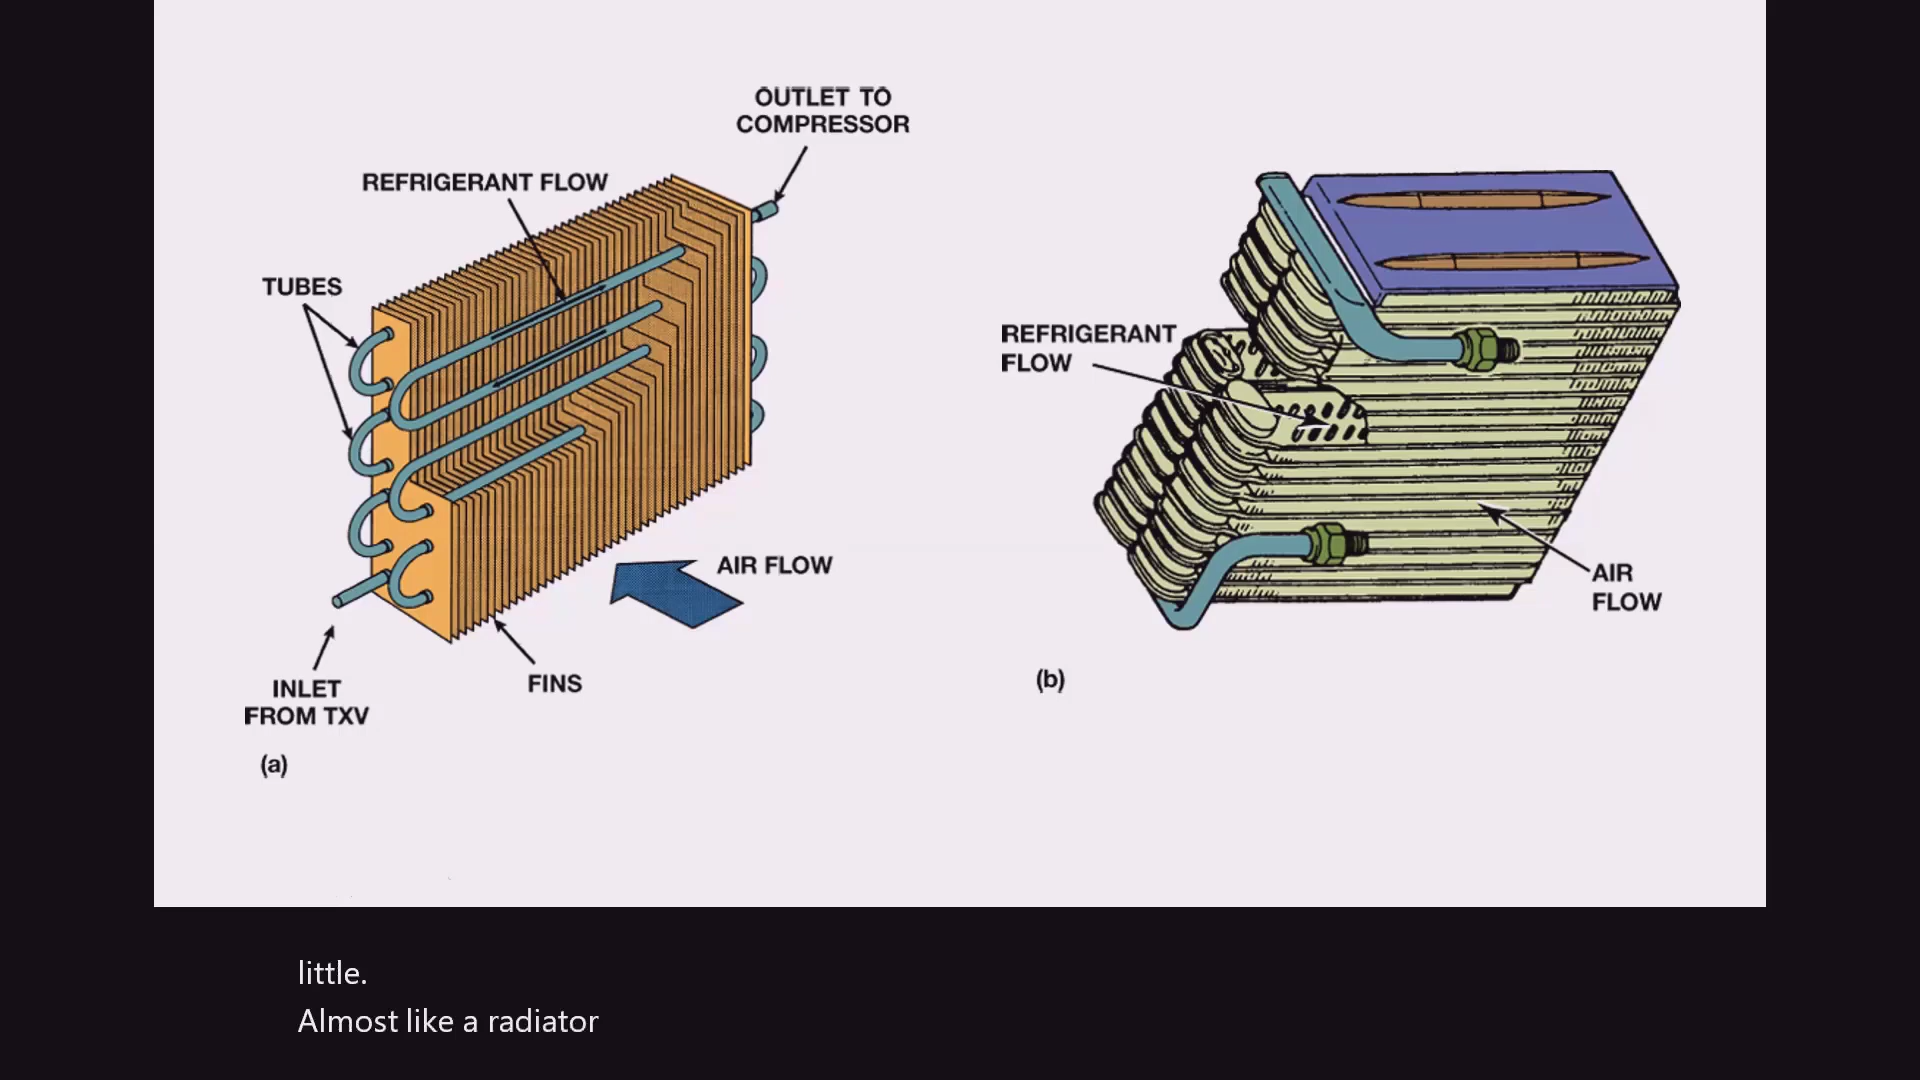 OUTLET TO
COMPRESSOR
REFRIGERANT FLOW
TUBES
AIR FLOW
FINS
INLET
FROM TXV
(a)
REFRIGERANT
FLOW
AIR
FLOW
(b)
little.
Almost like a radiator